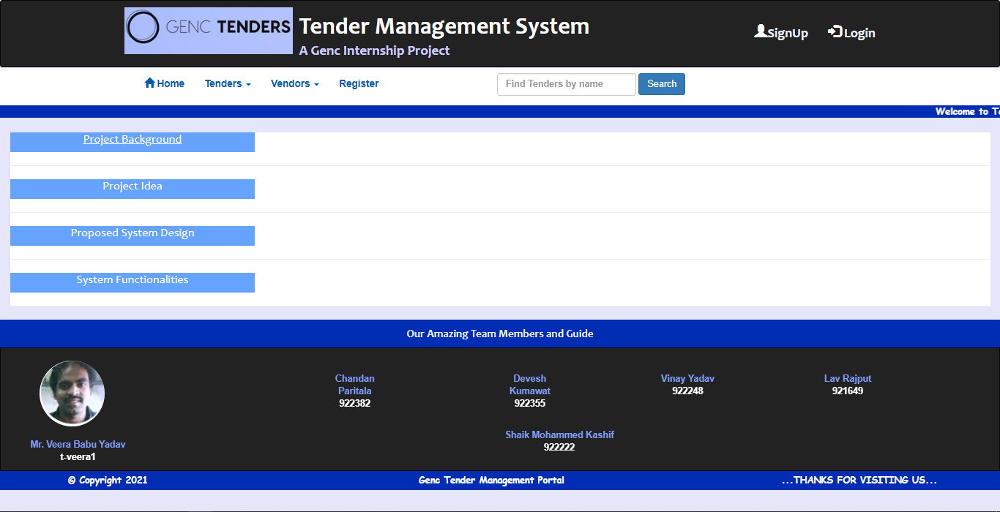 GENC TENDERS
Tender Management System
A Genc Internship Project
SignUp
Login
Home
Tenders
Vendors
Register
Find Tenders by name
Search
Welcome to
Project Background
Project Idea
Proposed System Design
System Functionalities
Our Amazing Team Members and Guide
Chandan
Paritala
922382
Devesh
Kumawat
922355
Vinay Yadav
922248
Lav Rajput
921649
Mr. Veera Babu Yadav
t-veera1
Shaik Mohammed Kashif
922222
© Copyright 2021
Genc Tender Management Portal
...THANKS FOR VISITING US...